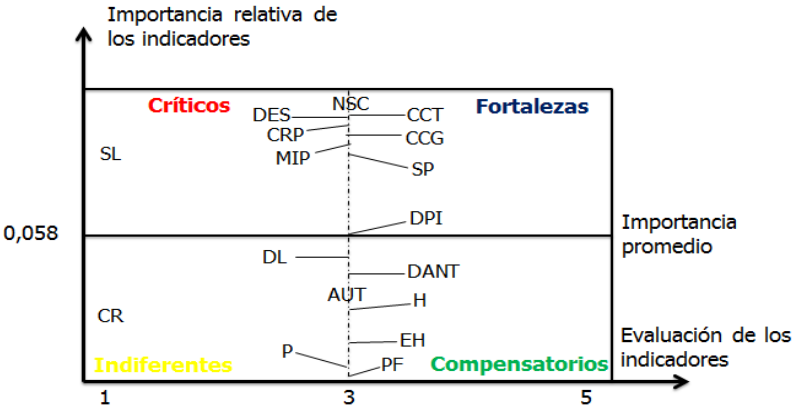 Importancia relativa de
los indicadores
Críticos
NSC
Fortalezas
DES
CCT
CRP
CCG
SL
MIP
SP
DPI
Importancia
promedio
0,058
DL
DANT
AUT
H
CR
EH
P
PF
Evaluación de los
indicadores
Indiferentes
Compensatorios
1
3
5